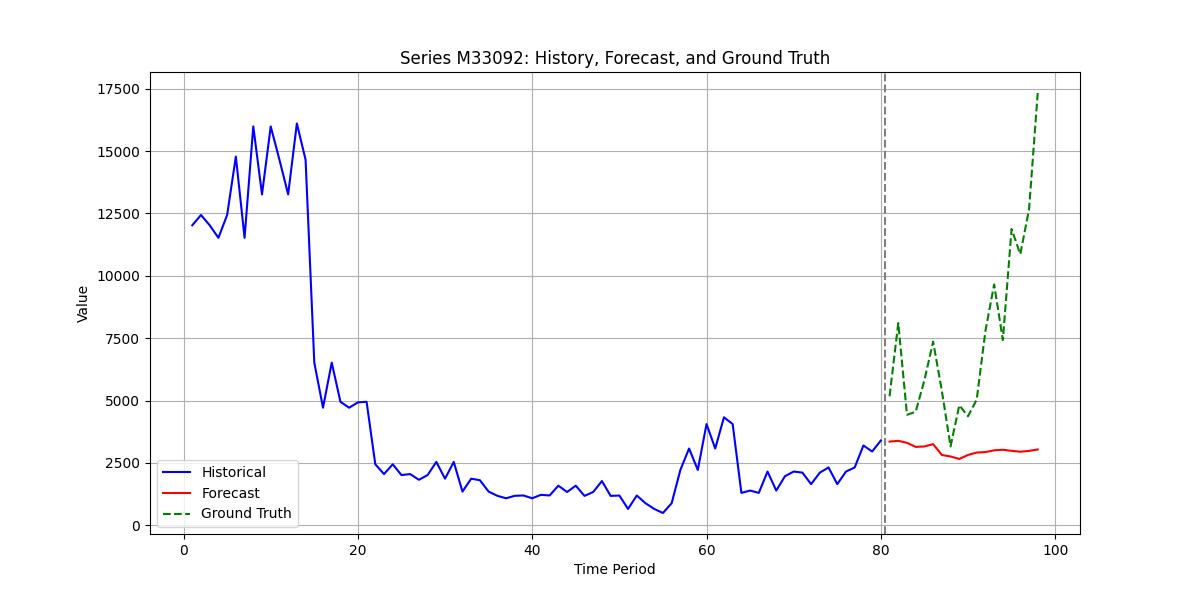 Series M33092: History, Forecast, and Ground Truth
17500
15000
12500
10000
7500
5000
2500
0
Value
Historical
Forecast
Ground Truth
0 20 40 60 80 100
Time Period